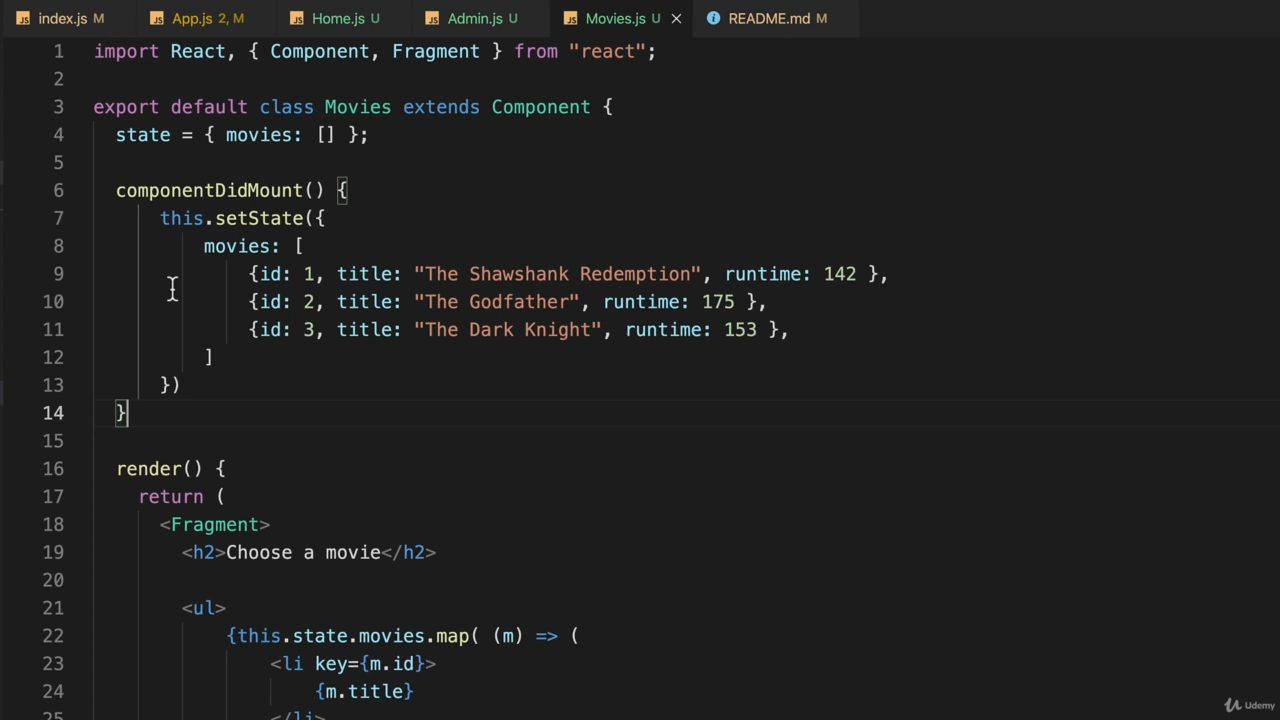 index.js M App.js 2, M Home.js U Admin.js U Movies.js U README.md M
1 import React, { Component, Fragment } from "react";
2
3 export default class Movies extends Component {
4 state = { movies: [] };
5
6 componentDidMount() {
7 this.setState({
8 movies: [
9 {id: 1, title: "The Shawshank Redemption", runtime: 142 },
10 {id: 2, title: "The Godfather", runtime: 175 },
11 {id: 3, title: "The Dark Knight", runtime: 153 },
12 ]
13 })
14 }
15
16 render() {
17 return (
18 <Fragment>
19 <h2>Choose a movie</h2>
20
21 <ul>
22 {this.state.movies.map( (m) => (
23 <li key={m.id}>
24 {m.title}
25 </li>
Udemy